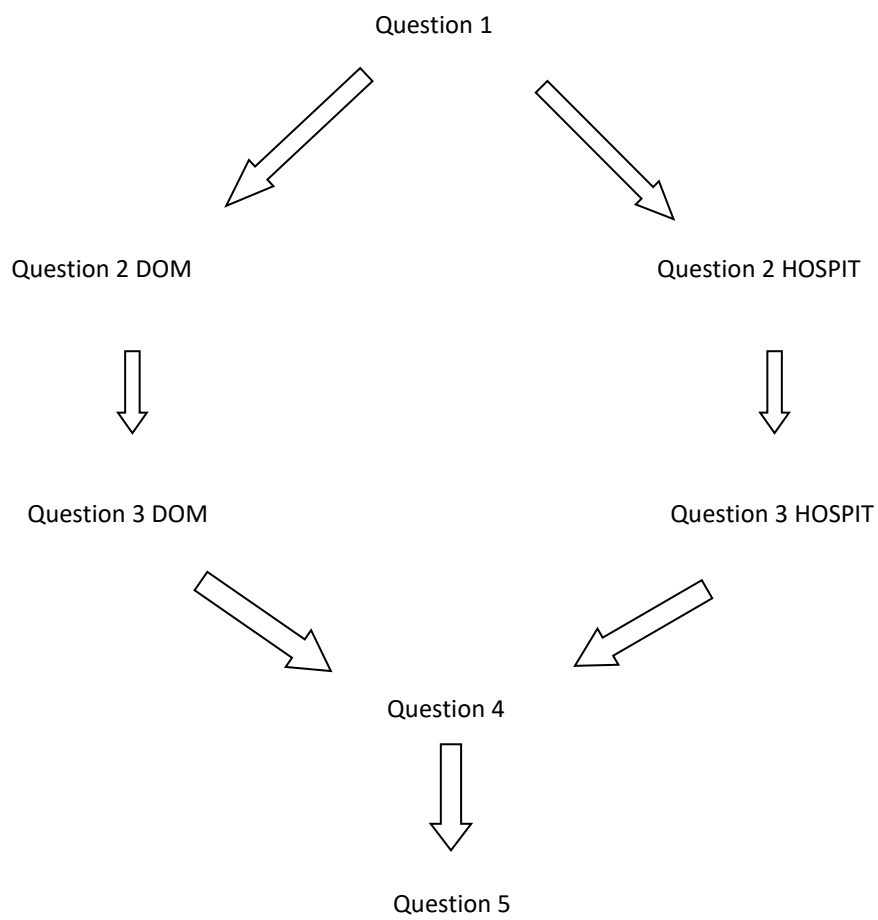 Question 1
Question 2 DOM
Question 2 HOSPIT
Question 3 DOM
Question 3 HOSPIT
Question 4
Question 5